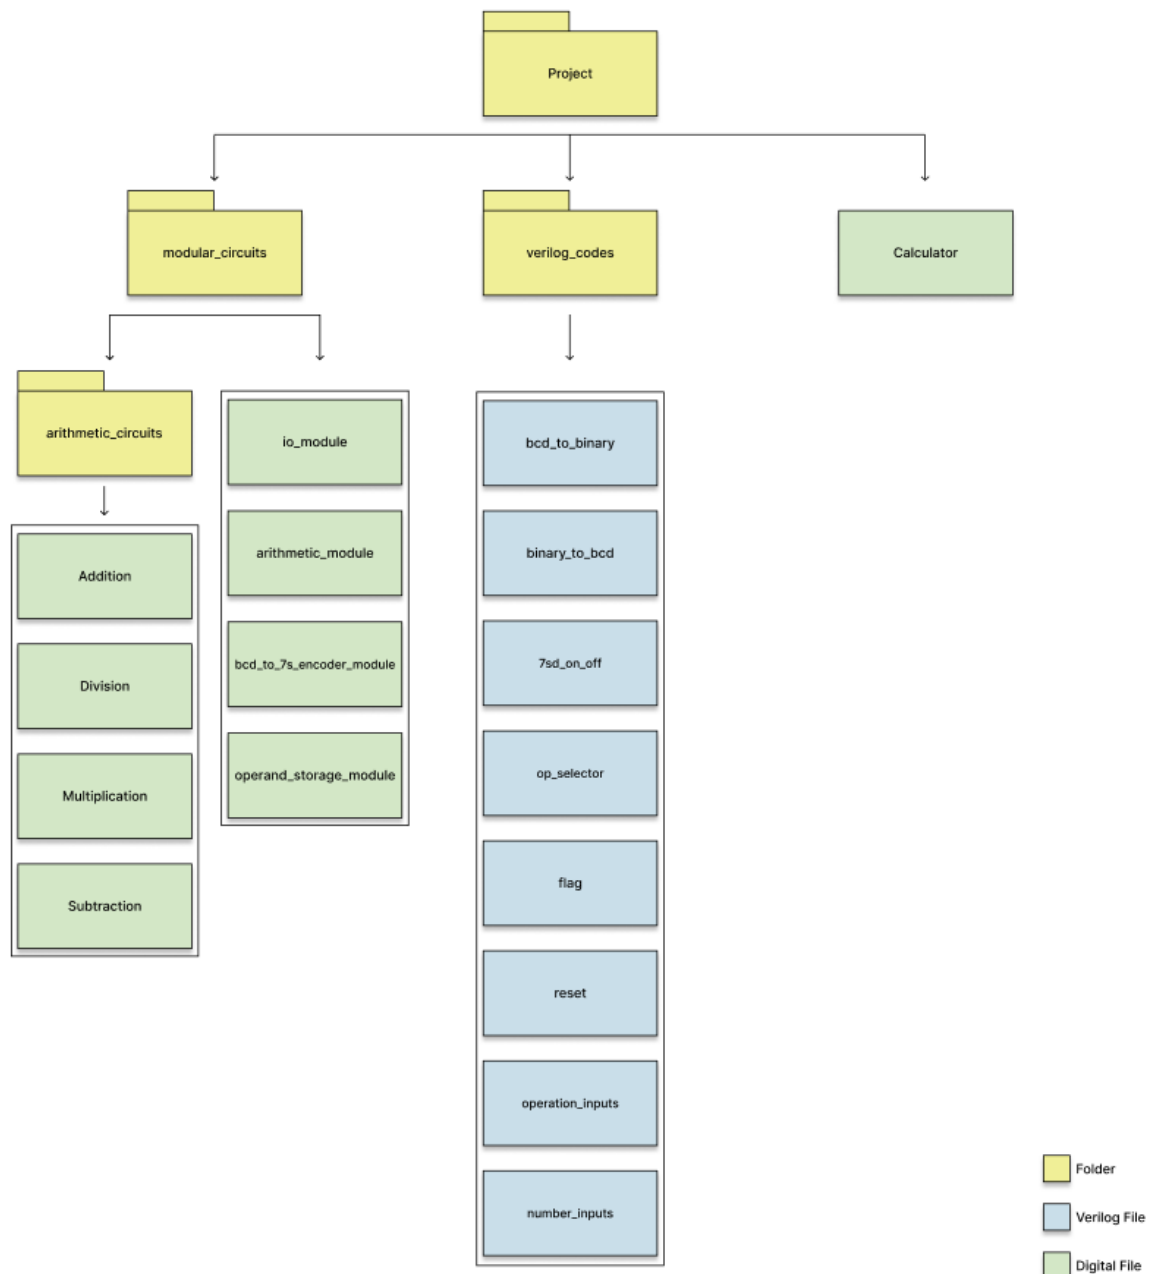 Project
modular_circuits
verilog_codes
Calculator
arithmetic_circuits
Addition
Division
Multiplication
Subtraction
io_module
arithmetic_module
bcd_to_7s_encoder_module
operand_storage_module
bcd_to_binary
binary_to_bcd
7sd_on_off
op_selector
flag
reset
operation_inputs
number_inputs
Folder
Verilog File
Digital File